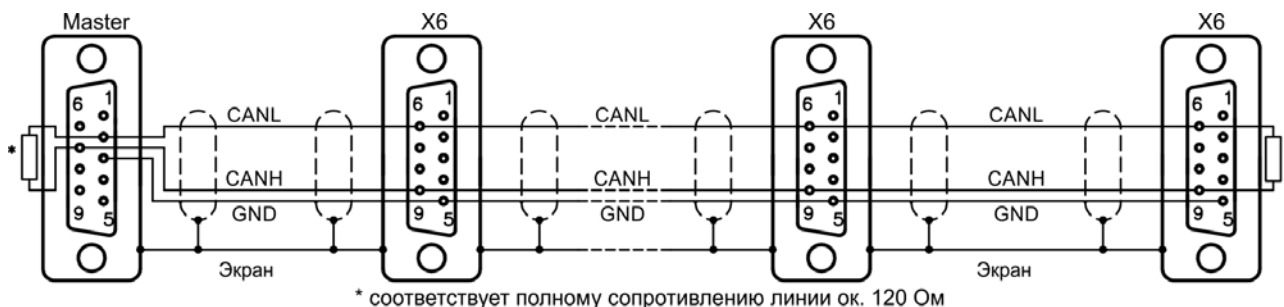 Master X6 X6 X6
6 1 6 1 6 1 6 1
CANL CANL CANL
*
CANH CANH CANH
9 5 9 5 9 5 9 5
GND GND GND
Экран Экран
* соответствует полному сопротивлению линии ок. 120 Ом